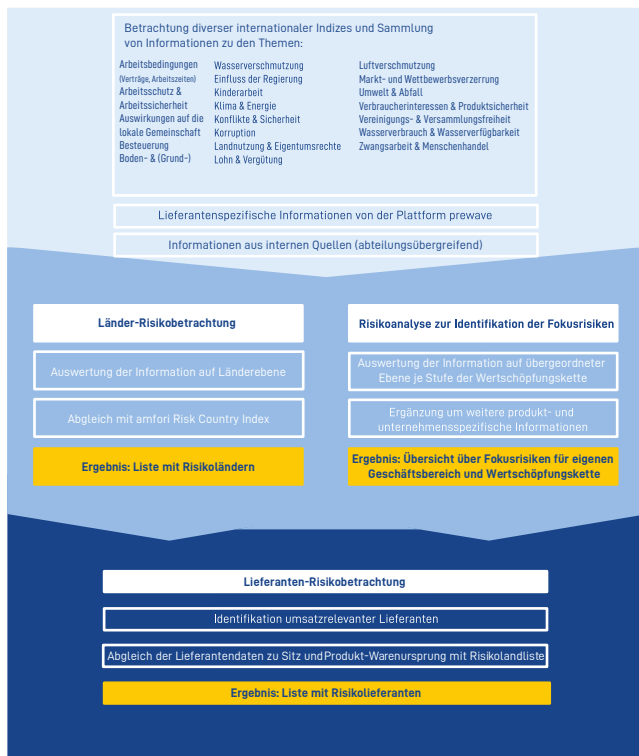 Betrachtung diverser internationaler Indizes und Sammlung
von Informationen zu den Themen:
Arbeitsbedingungen
(Verträge, Arbeitszeiten)
Arbeitsschutz &
Arbeitssicherheit
Auswirkungen auf die
lokale Gemeinschaft
Besteuerung
Boden- & (Grund-)
Wasserverschmutzung
Einfluss der Regierung
Kinderarbeit
Klima & Energie
Konflikte & Sicherheit
Korruption
Landnutzung & Eigentumsrechte
Lohn & Vergütung
Luftverschmutzung
Markt- und Wettbewerbsverzerrung
Umwelt & Abfall
Verbraucherinteressen & Produktsicherheit
Vereinigungs- & Versammlungsfreiheit
Wasserverbrauch & Wasserverfügbarkeit
Zwangsarbeit & Menschenhandel
Lieferantenspezifische Informationen von der Plattform prewave
Informationen aus internen Quellen (abteilungsübergreifend)
Länder-Risikobetrachtung
Auswertung der Information auf Länderebene
Abgleich mit amfori Risk Country Index
Ergebnis: Liste mit Risikoländern
Risikoanalyse zur Identifikation der Fokusrisiken
Auswertung der Information auf übergeordneter
Ebene je Stufe der Wertschöpfungskette
Ergänzung um weitere produkt- und
unternehmensspezifische Informationen
Ergebnis: Übersicht über Fokusrisiken für eigenen
Geschäftsbereich und Wertschöpfungskette
Lieferanten-Risikobetrachtung
Identifikation umsatzrelevanter Lieferanten
Abgleich der Lieferantendaten zu Sitz und Produkt-Warenursprung mit Risikolandliste
Ergebnis: Liste mit Risikolieferanten